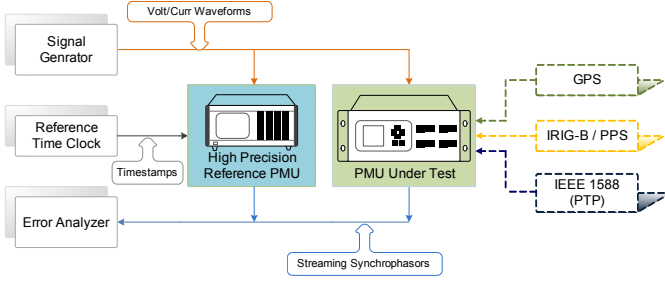 Volt/Curr Waveforms
Signal
Genrator
GPS
Reference
Time Clock
IRIG-B / PPS
High Precision
Reference PMU
PMU Under Test
Timestamps
IEEE 1588
(PTP)
Error Analyzer
Streaming Synchrophasors